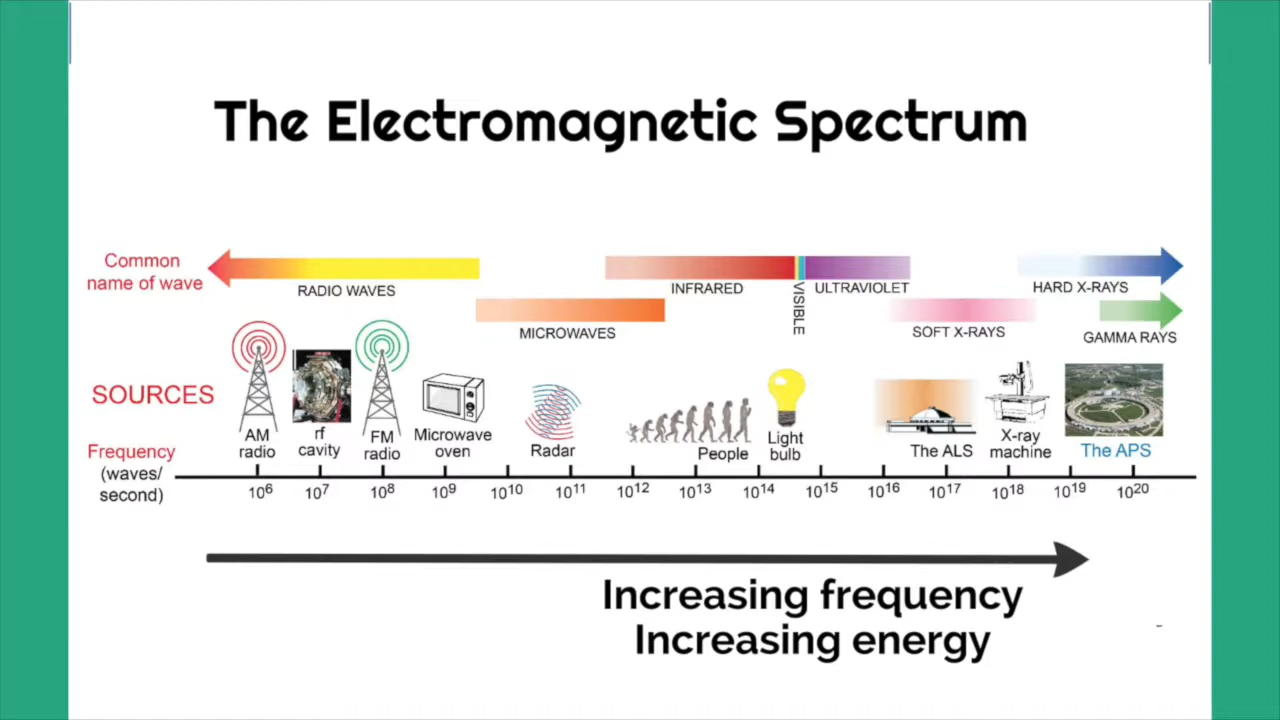 The Electromagnetic Spectrum
Common
name of wave
RADIO WAVES
MICROWAVES
INFRARED
VISIBLE
ULTRAVIOLET
SOFT X-RAYS
HARD X-RAYS
GAMMA RAYS
SOURCES
AM
radio
rf
cavity
FM
radio
Microwave
oven
Radar
People
Light
bulb
The ALS
X-ray
machine
The APS
Frequency
(waves/
second)
10⁶ 10⁷ 10⁸ 10⁹ 10¹⁰ 10¹¹ 10¹² 10¹³ 10¹⁴ 10¹⁵ 10¹⁶ 10¹⁷ 10¹⁸ 10¹⁹ 10²⁰
Increasing frequency
Increasing energy